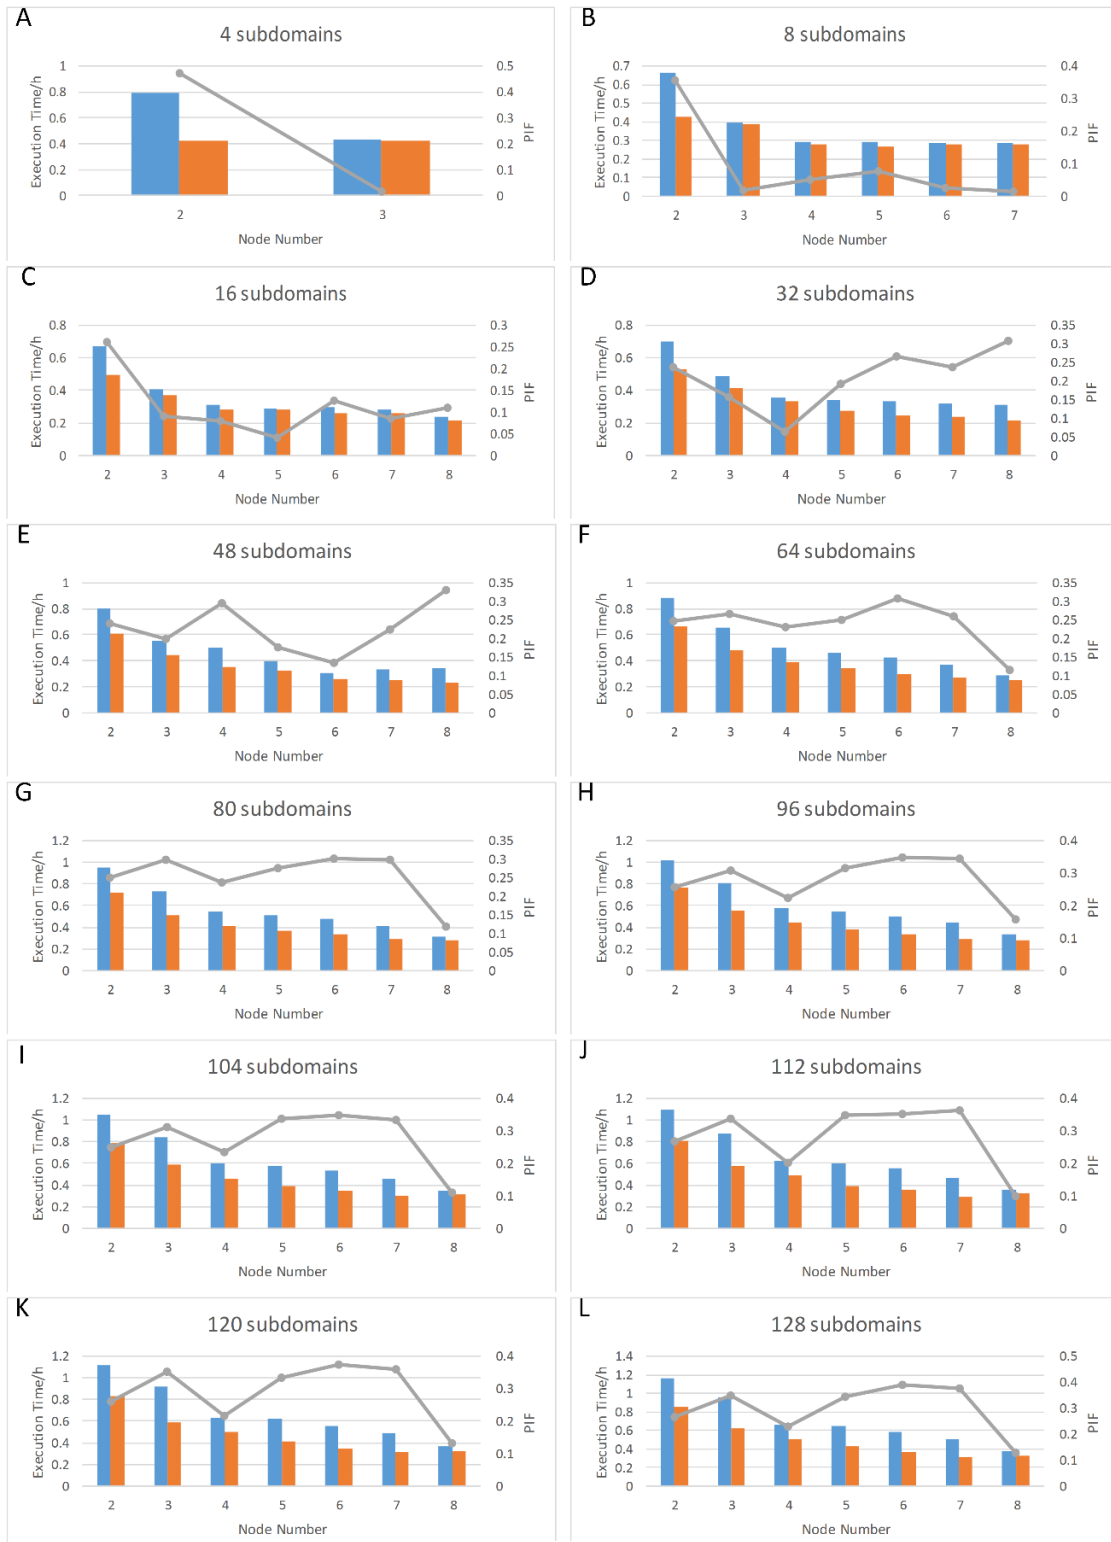 A
4 subdomains
1
0.8
0.6
0.4
0.2
0
Execution Time/h
0.5
0.4
0.3
0.2
0.1
0
PIF
2 3
Node Number
B
8 subdomains
0.7
0.6
0.5
0.4
0.3
0.2
0.1
0
Execution Time/h
0.4
0.3
0.2
0.1
0
PIF
2 3 4 5 6 7
Node Number
C
16 subdomains
0.8
0.6
0.4
0.2
0
Execution Time/h
0.3
0.25
0.2
0.15
0.1
0.05
0
PIF
2 3 4 5 6 7 8
Node Number
D
32 subdomains
0.8
0.6
0.4
0.2
0
Execution Time/h
0.35
0.3
0.25
0.2
0.15
0.1
0.05
0
PIF
2 3 4 5 6 7 8
Node Number
E
48 subdomains
1
0.8
0.6
0.4
0.2
0
Execution Time/h
0.35
0.3
0.25
0.2
0.15
0.1
0.05
0
PIF
2 3 4 5 6 7 8
Node Number
F
64 subdomains
1
0.8
0.6
0.4
0.2
0
Execution Time/h
0.35
0.3
0.25
0.2
0.15
0.1
0.05
0
PIF
2 3 4 5 6 7 8
Node Number
G
80 subdomains
1.2
1
0.8
0.6
0.4
0.2
0
Execution Time/h
0.35
0.3
0.25
0.2
0.15
0.1
0.05
0
PIF
2 3 4 5 6 7 8
Node Number
H
96 subdomains
1.2
1
0.8
0.6
0.4
0.2
0
Execution Time/h
0.4
0.3
0.2
0.1
0
PIF
2 3 4 5 6 7 8
Node Number
I
104 subdomains
1.2
1
0.8
0.6
0.4
0.2
0
Execution Time/h
0.4
0.3
0.2
0.1
0
PIF
2 3 4 5 6 7 8
Node Number
J
112 subdomains
1.2
1
0.8
0.6
0.4
0.2
0
Execution Time/h
0.4
0.3
0.2
0.1
0
PIF
2 3 4 5 6 7 8
Node Number
K
120 subdomains
1.2
1
0.8
0.6
0.4
0.2
0
Execution Time/h
0.4
0.3
0.2
0.1
0
PIF
2 3 4 5 6 7 8
Node Number
L
128 subdomains
1.4
1.2
1
0.8
0.6
0.4
0.2
0
Execution Time/h
0.5
0.4
0.3
0.2
0.1
0
PIF
2 3 4 5 6 7 8
Node Number